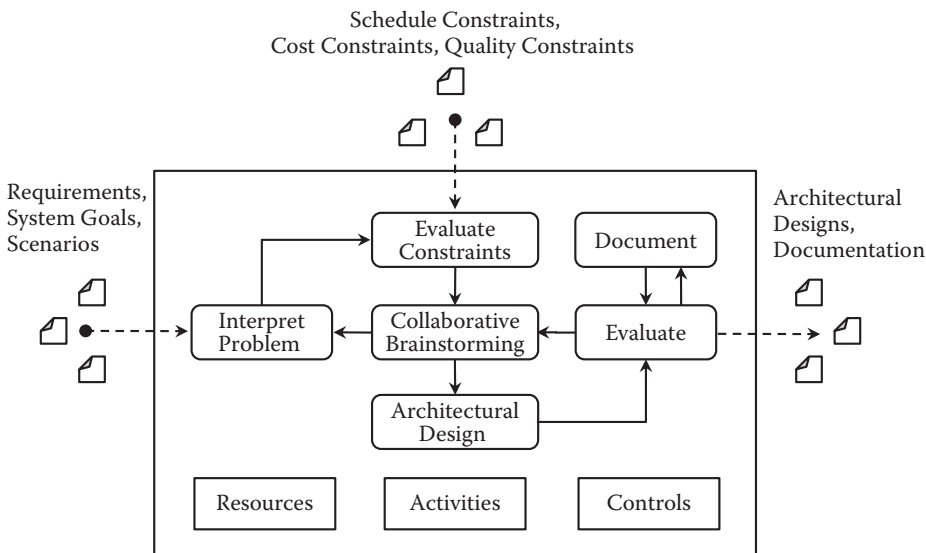 Schedule Constraints,
Cost Constraints, Quality Constraints
Requirements,
System Goals,
Scenarios
Architectural
Designs,
Documentation
Evaluate
Constraints
Document
Interpret
Problem
Collaborative
Brainstorming
Evaluate
Architectural
Design
Resources
Activities
Controls